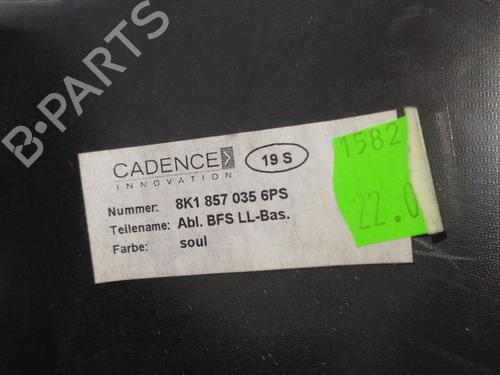 B-PARTS
CADENCE
INNOVATION
19 S
Nummer: 8K1 857 035 6PS
Teilename: Abl. BFS LL-Bas.
Farbe: soul
1582
22.0